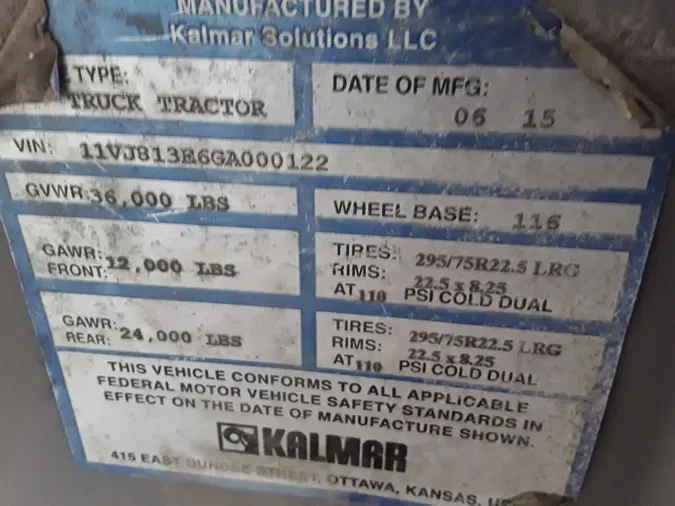 MANUFACTURED BY
Kalmar Solutions LLC
TYPE:
TRUCK TRACTOR
DATE OF MFG:
06 15
VIN: 11VJ813E6GA000122
GVWR: 36,000 LBS
WHEEL BASE: 116
GAWR: FRONT: 12,000 LBS
TIRES: 295/75R22.5 LRG
RIMS: 22.5 x 8.25
AT 110 PSI COLD DUAL
GAWR: REAR: 24,000 LBS
TIRES: 295/75R22.5 LRG
RIMS: 22.5 x 8.25
AT 110 PSI COLD DUAL
THIS VEHICLE CONFORMS TO ALL APPLICABLE
FEDERAL MOTOR VEHICLE SAFETY STANDARDS IN
EFFECT ON THE DATE OF MANUFACTURE SHOWN.
KALMAR
415 EAST DUNDEE STREET, OTTAWA, KANSAS,